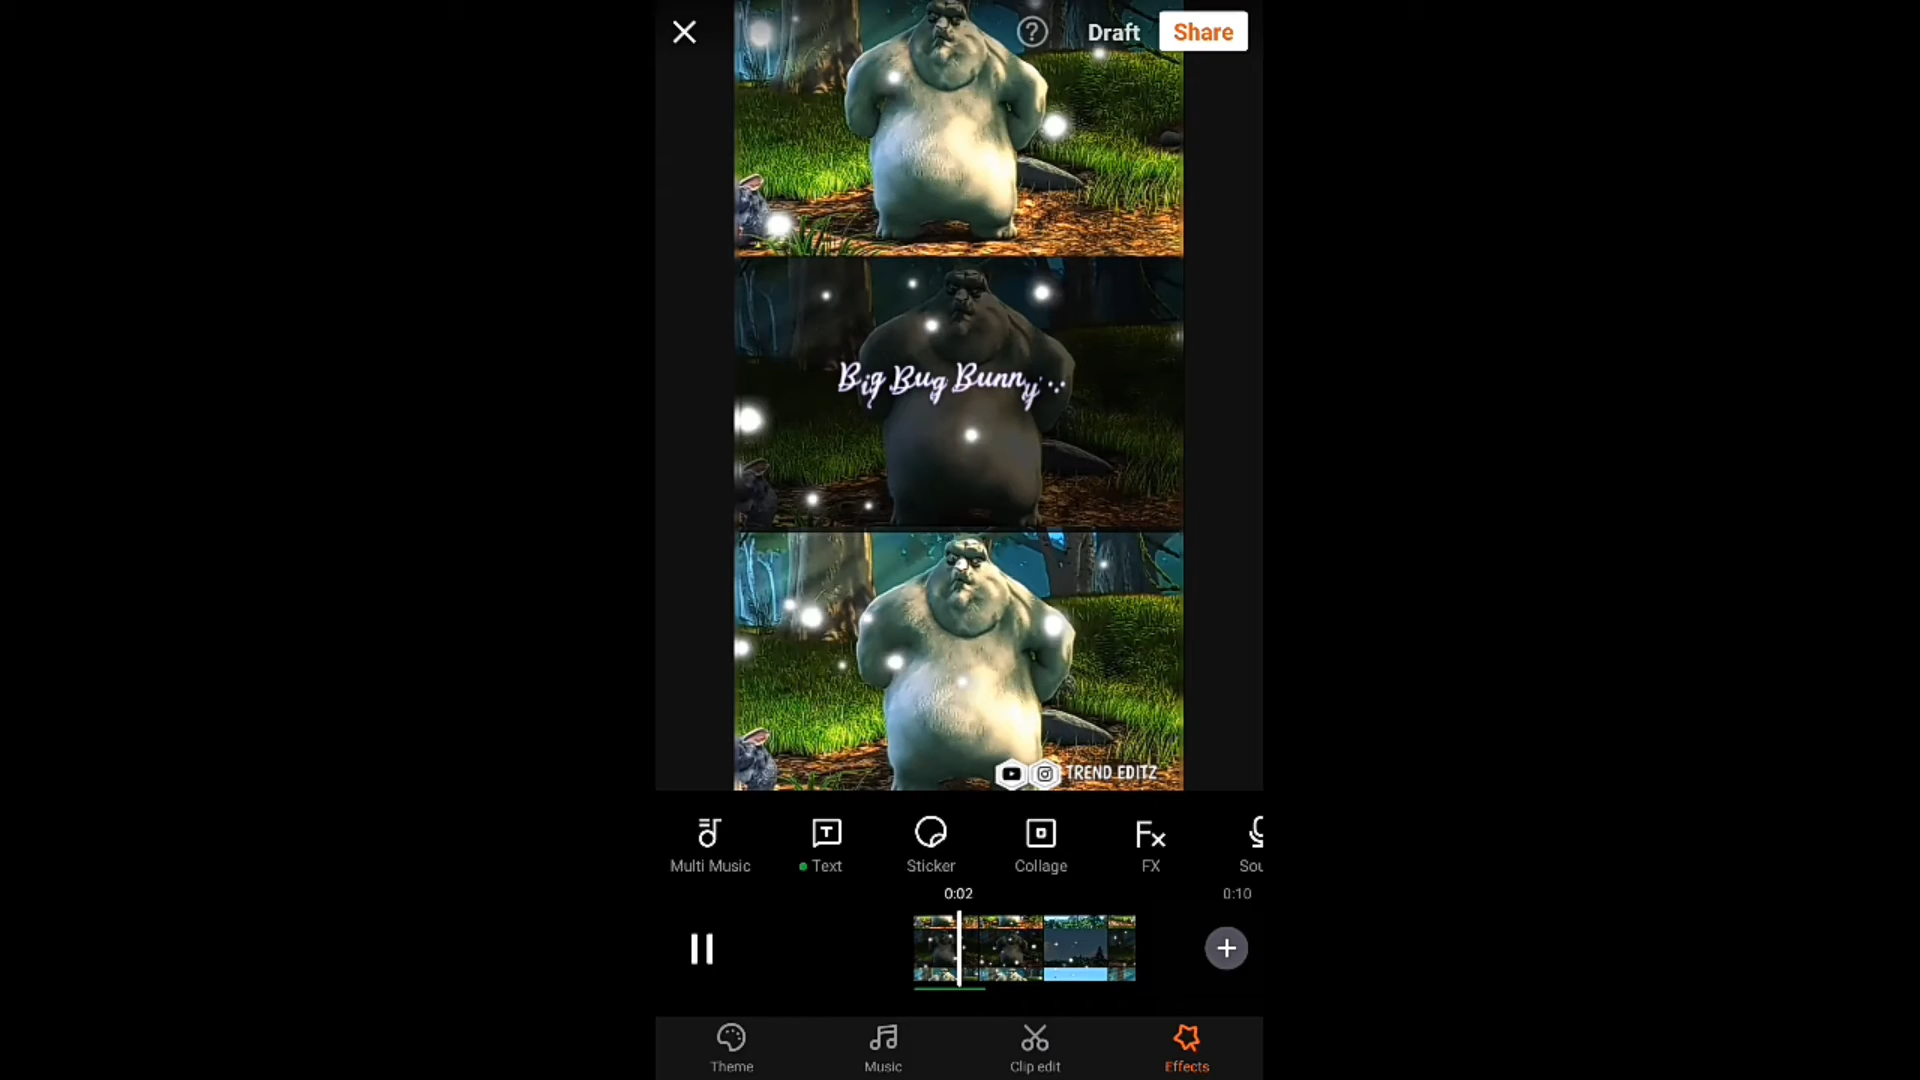 Draft
Share
Big Bug Bunny...
TREND EDITZ
Multi Music
Text
Sticker
Collage
FX
Sou
0:02
0:10
Theme
Music
Clip edit
Effects